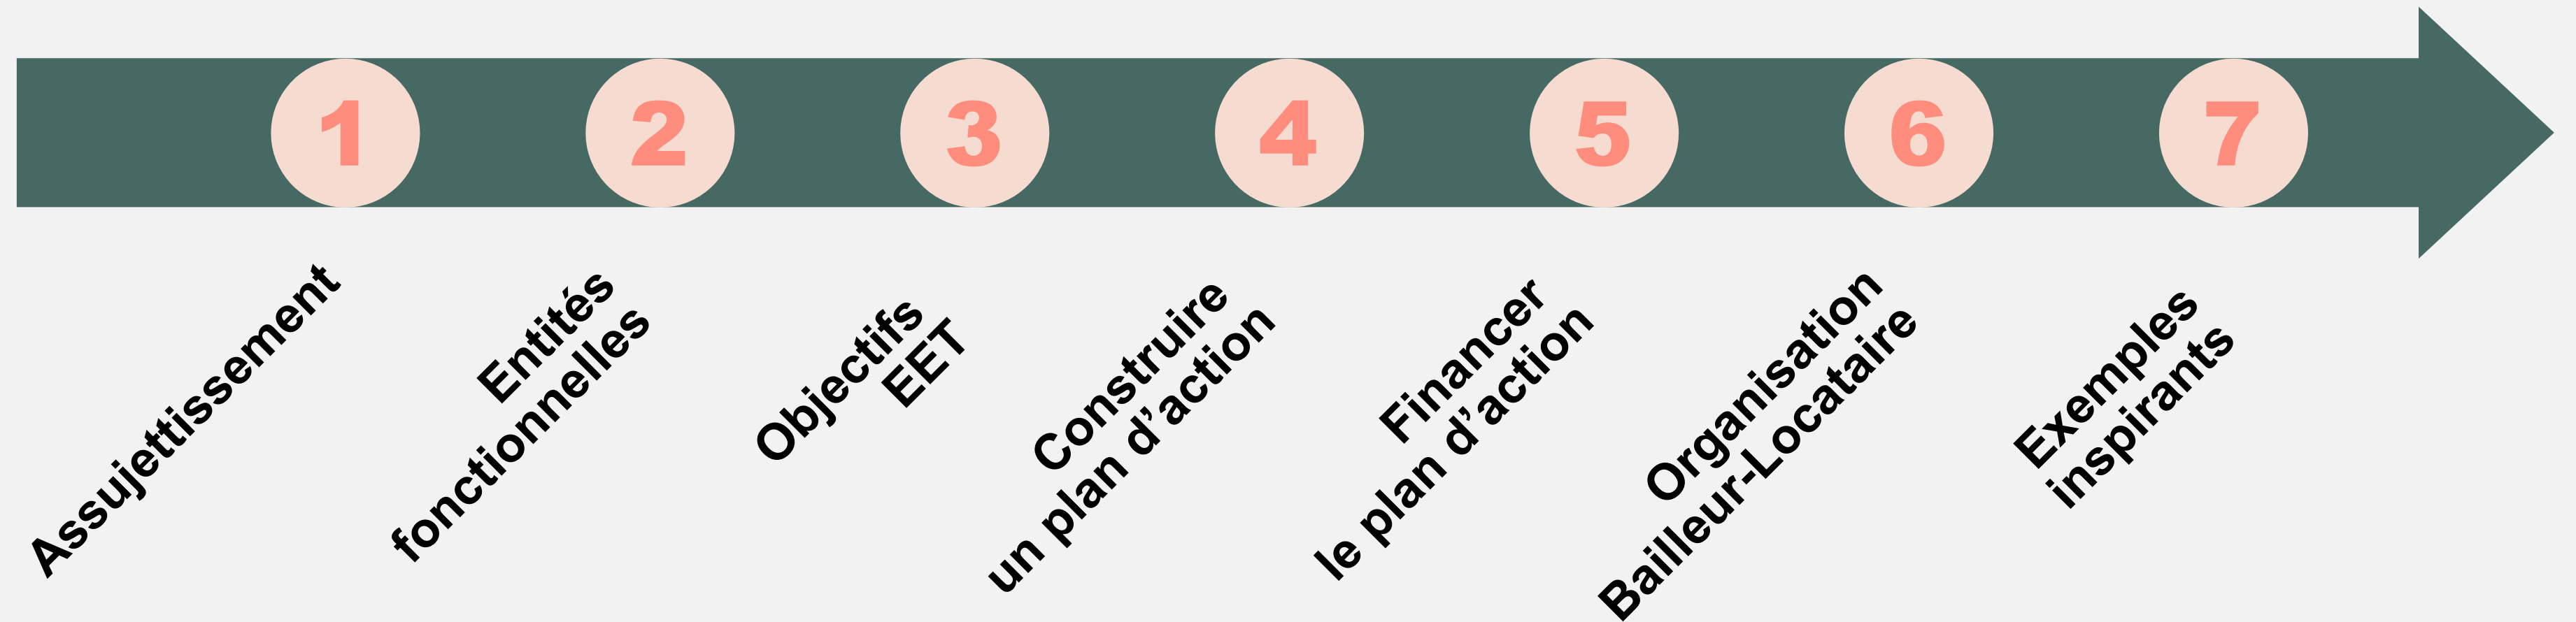 1
2
3
4
5
6
7
Assujettissement
Entités
fonctionnelles
Objectifs
EET
Construire
un plan d’action
Financer
le plan d’action
Organisation
Bailleur-Locataire
Exemples
inspirants